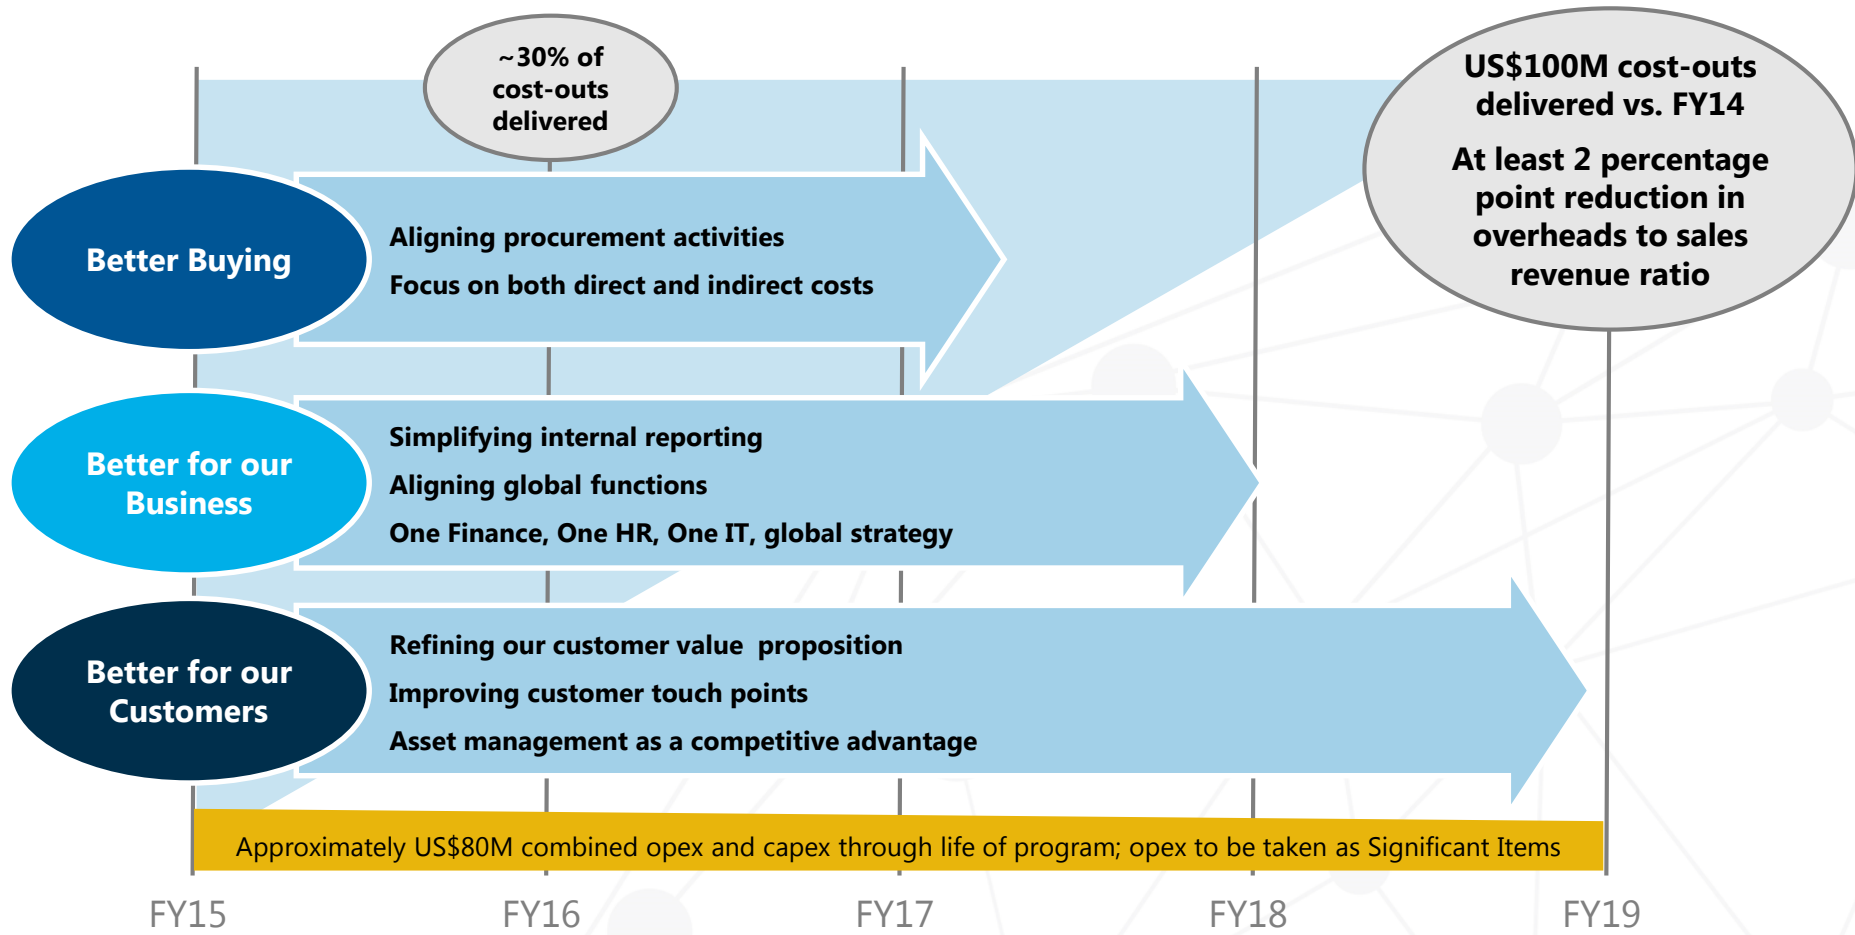 ~30% of
cost-outs
delivered
US$100M cost-outs
delivered vs. FY14
At least 2 percentage
point reduction in
overheads to sales
revenue ratio
Better Buying
Aligning procurement activities
Focus on both direct and indirect costs
Better for our
Business
Simplifying internal reporting
Aligning global functions
One Finance, One HR, One IT, global strategy
Better for our
Customers
Refining our customer value  proposition
Improving customer touch points
Asset management as a competitive advantage
Approximately US$80M combined opex and capex through life of program; opex to be taken as Significant Items
FY15 FY16 FY17 FY18 FY19